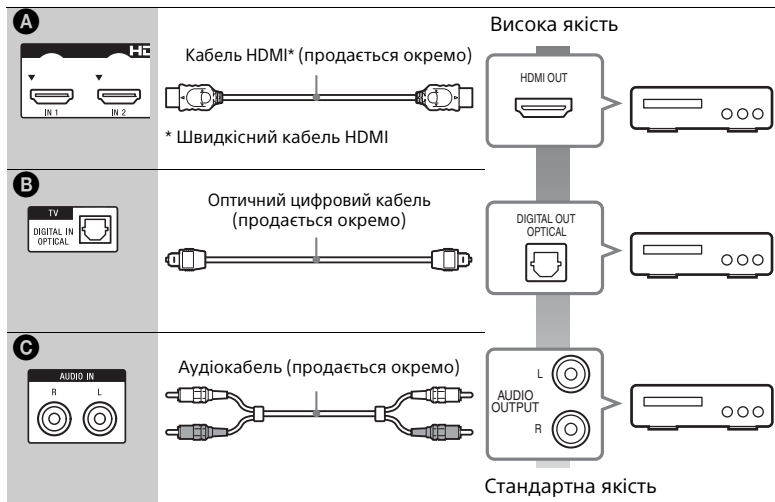 A
Висока якість
Кабель HDMI* (продається окремо)
IN 1
IN 2
* Швидкісний кабель HDMI
HDMI OUT
B
TV
DIGITAL IN
OPTICAL
Оптичний цифровий кабель
(продається окремо)
DIGITAL OUT
OPTICAL
C
AUDIO IN
R L
Аудіокабель (продається окремо)
L
AUDIO
OUTPUT
R
Стандартна якість